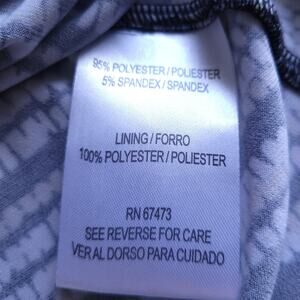 95% POLYESTER / POLIESTER
5% SPANDEX / SPANDEX
LINING / FORRO
100% POLYESTER / POLIESTER
RN 67473
SEE REVERSE FOR CARE
VER AL DORSO PARA CUIDADO